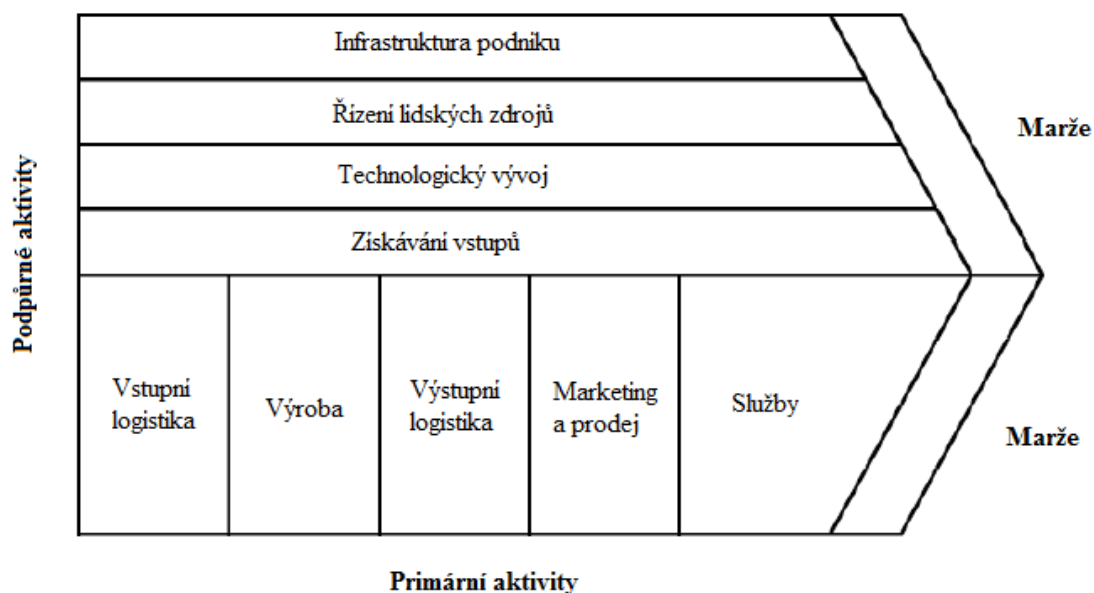 Infrastruktura podniku
Řízení lidských zdrojů
Marže
Technologický vývoj
Podpůrné aktivity
Získávání vstupů
Vstupní
logistika
Výroba
Výstupní
logistika
Marketing
a prodej
Služby
Marže
Primární aktivity